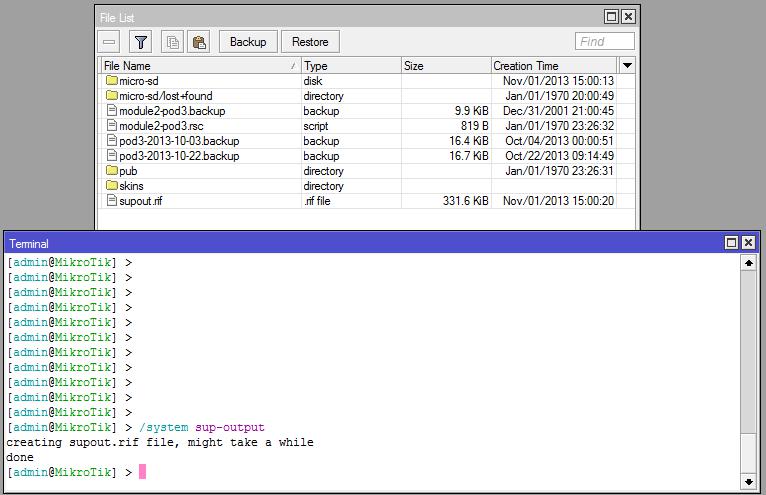 File List
Backup Restore Find
File Name / Type Size Creation Time
micro-sd disk Nov/01/2013 15:00:13
micro-sd/lost+found directory Jan/01/1970 20:00:49
module2-pod3.backup backup 9.9 KiB Dec/31/2001 21:00:45
module2-pod3.rsc script 819 B Jan/01/1970 23:26:32
pod3-2013-10-03.backup backup 16.4 KiB Oct/04/2013 00:00:51
pod3-2013-10-22.backup backup 16.7 KiB Oct/22/2013 09:14:49
pub directory Jan/01/1970 23:26:31
skins directory
supout.rif .rif file 331.6 KiB Nov/01/2013 15:00:20
Terminal
[admin@MikroTik] >
[admin@MikroTik] >
[admin@MikroTik] >
[admin@MikroTik] >
[admin@MikroTik] >
[admin@MikroTik] >
[admin@MikroTik] >
[admin@MikroTik] >
[admin@MikroTik] >
[admin@MikroTik] >
[admin@MikroTik] >
[admin@MikroTik] > /system sup-output
creating supout.rif file, might take a while
done
[admin@MikroTik] >